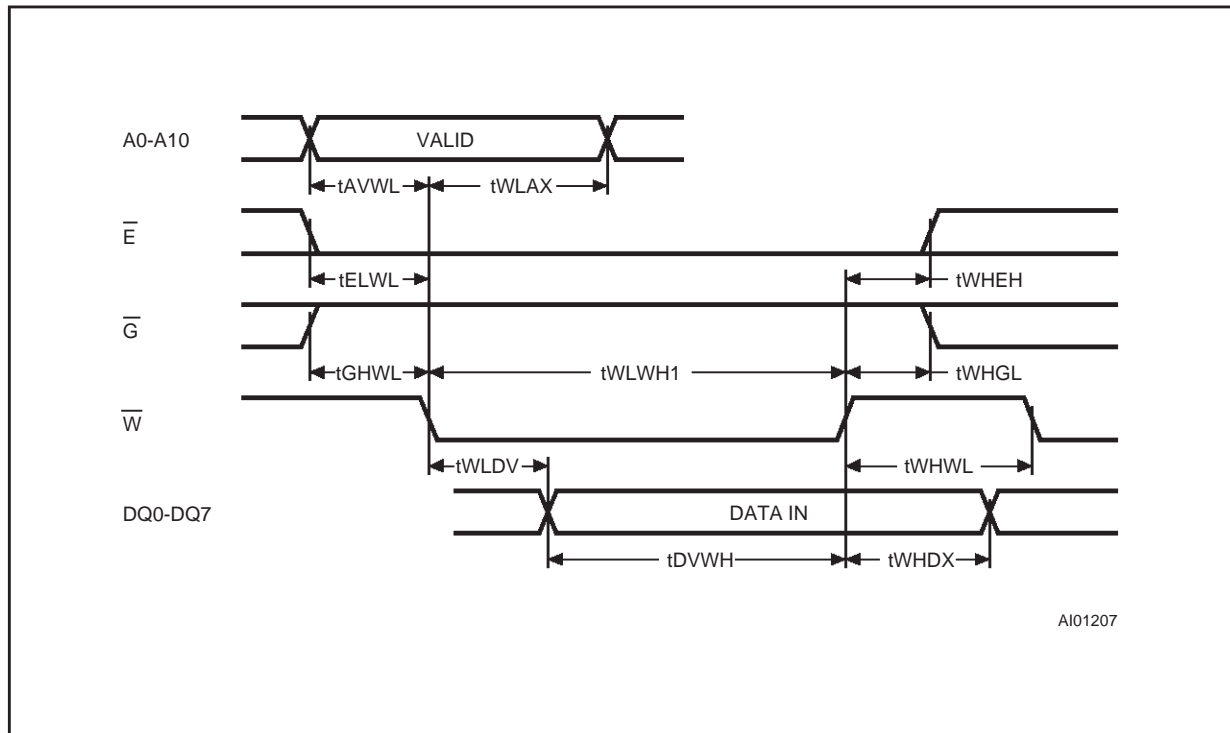 A0-A10
VALID
tAVWL
tWLAX
E̅
tELWL
tWHEH
G̅
tGHWL
tWLWH1
tWHGL
W̅
tWLDV
tWHWL
DQ0-DQ7
DATA IN
tDVWH
tWHDX
AI01207